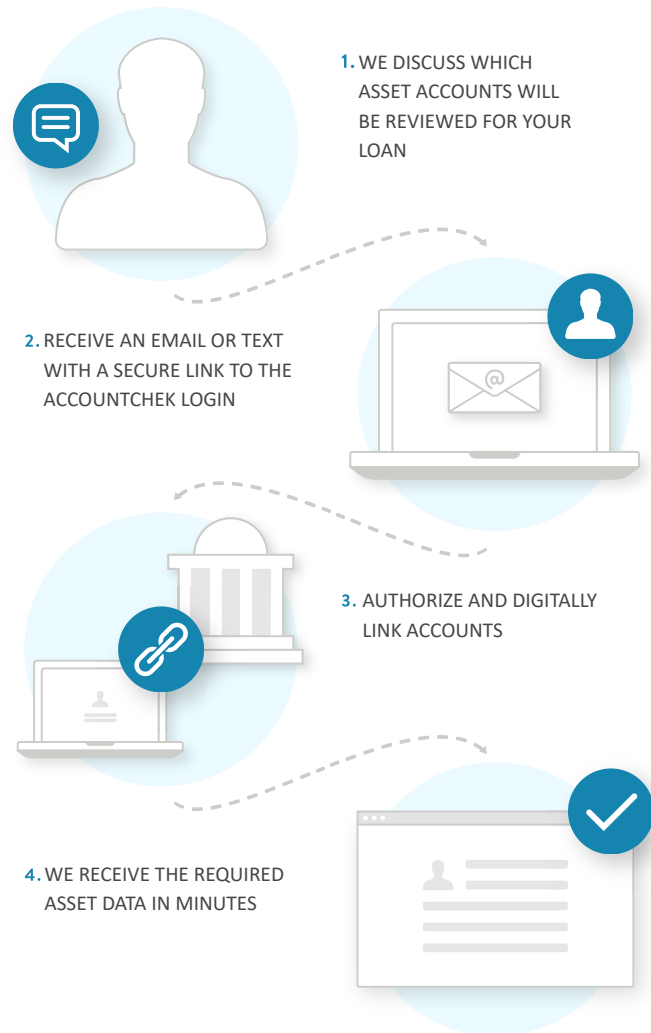 1. WE DISCUSS WHICH
ASSET ACCOUNTS WILL
BE REVIEWED FOR YOUR
LOAN
2. RECEIVE AN EMAIL OR TEXT
WITH A SECURE LINK TO THE
ACCOUNTCHEK LOGIN
@
3. AUTHORIZE AND DIGITALLY
LINK ACCOUNTS
4. WE RECEIVE THE REQUIRED
ASSET DATA IN MINUTES